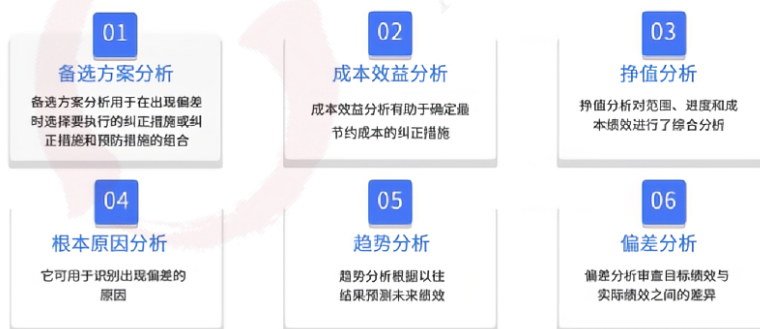 01
备选方案分析
备选方案分析用于在出现偏差
时选择要执行的纠正措施或纠
正措施和预防措施的组合
02
成本效益分析
成本效益分析有助于确定最
节约成本的纠正措施
03
挣值分析
挣值分析对范围、进度和成
本绩效进行了综合分析
04
根本原因分析
它可用于识别出现偏差的
原因
05
趋势分析
趋势分析根据以往
结果预测未来绩效
06
偏差分析
偏差分析审查目标绩效与
实际绩效之间的差异